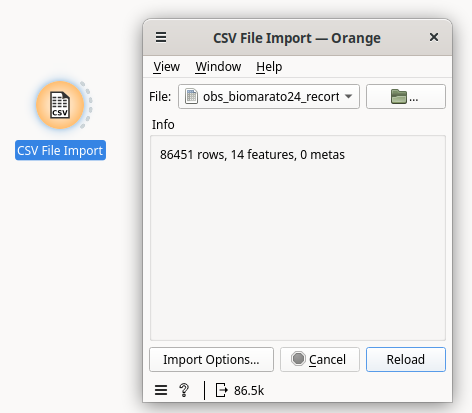 CSV File Import — Orange
View Window Help
File: obs_biomarato24_recort ...
Info
86451 rows, 14 features, 0 metas
CSV
CSV File Import
Import Options... Cancel Reload
? 86.5k